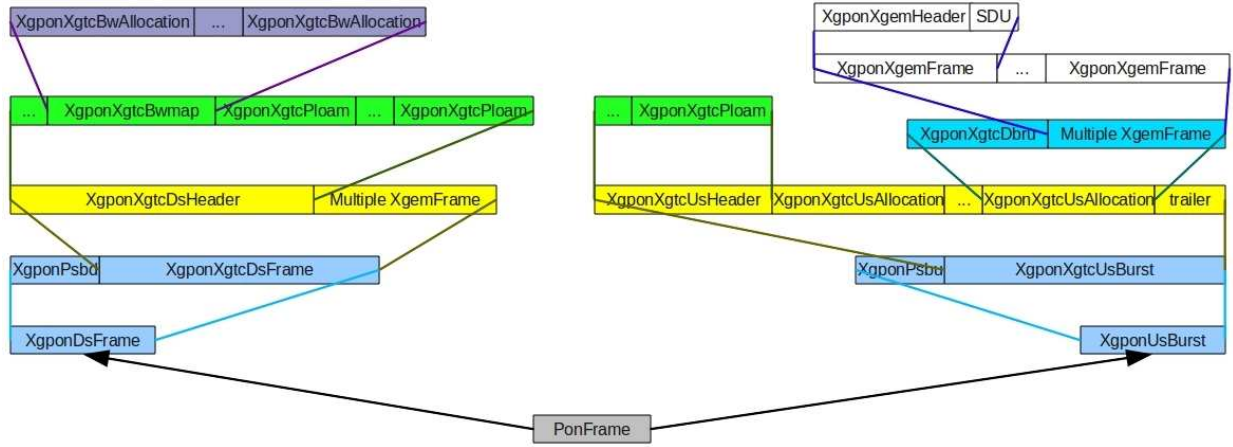 XgponXgtcBwAllocation ... XgponXgtcBwAllocation
XgponXgemHeader SDU
XgponXgemFrame ... XgponXgemFrame
... XgponXgtcBwmap XgponXgtcPloam ... XgponXgtcPloam
... XgponXgtcPloam
XgponXgtcDbru Multiple XgemFrame
XgponXgtcDsHeader Multiple XgemFrame
XgponXgtcUsHeader XgponXgtcUsAllocation ... XgponXgtcUsAllocation trailer
XgponPsbd XgponXgtcDsFrame
XgponPsbu XgponXgtcUsBurst
XgponDsFrame
XgponUsBurst
PonFrame